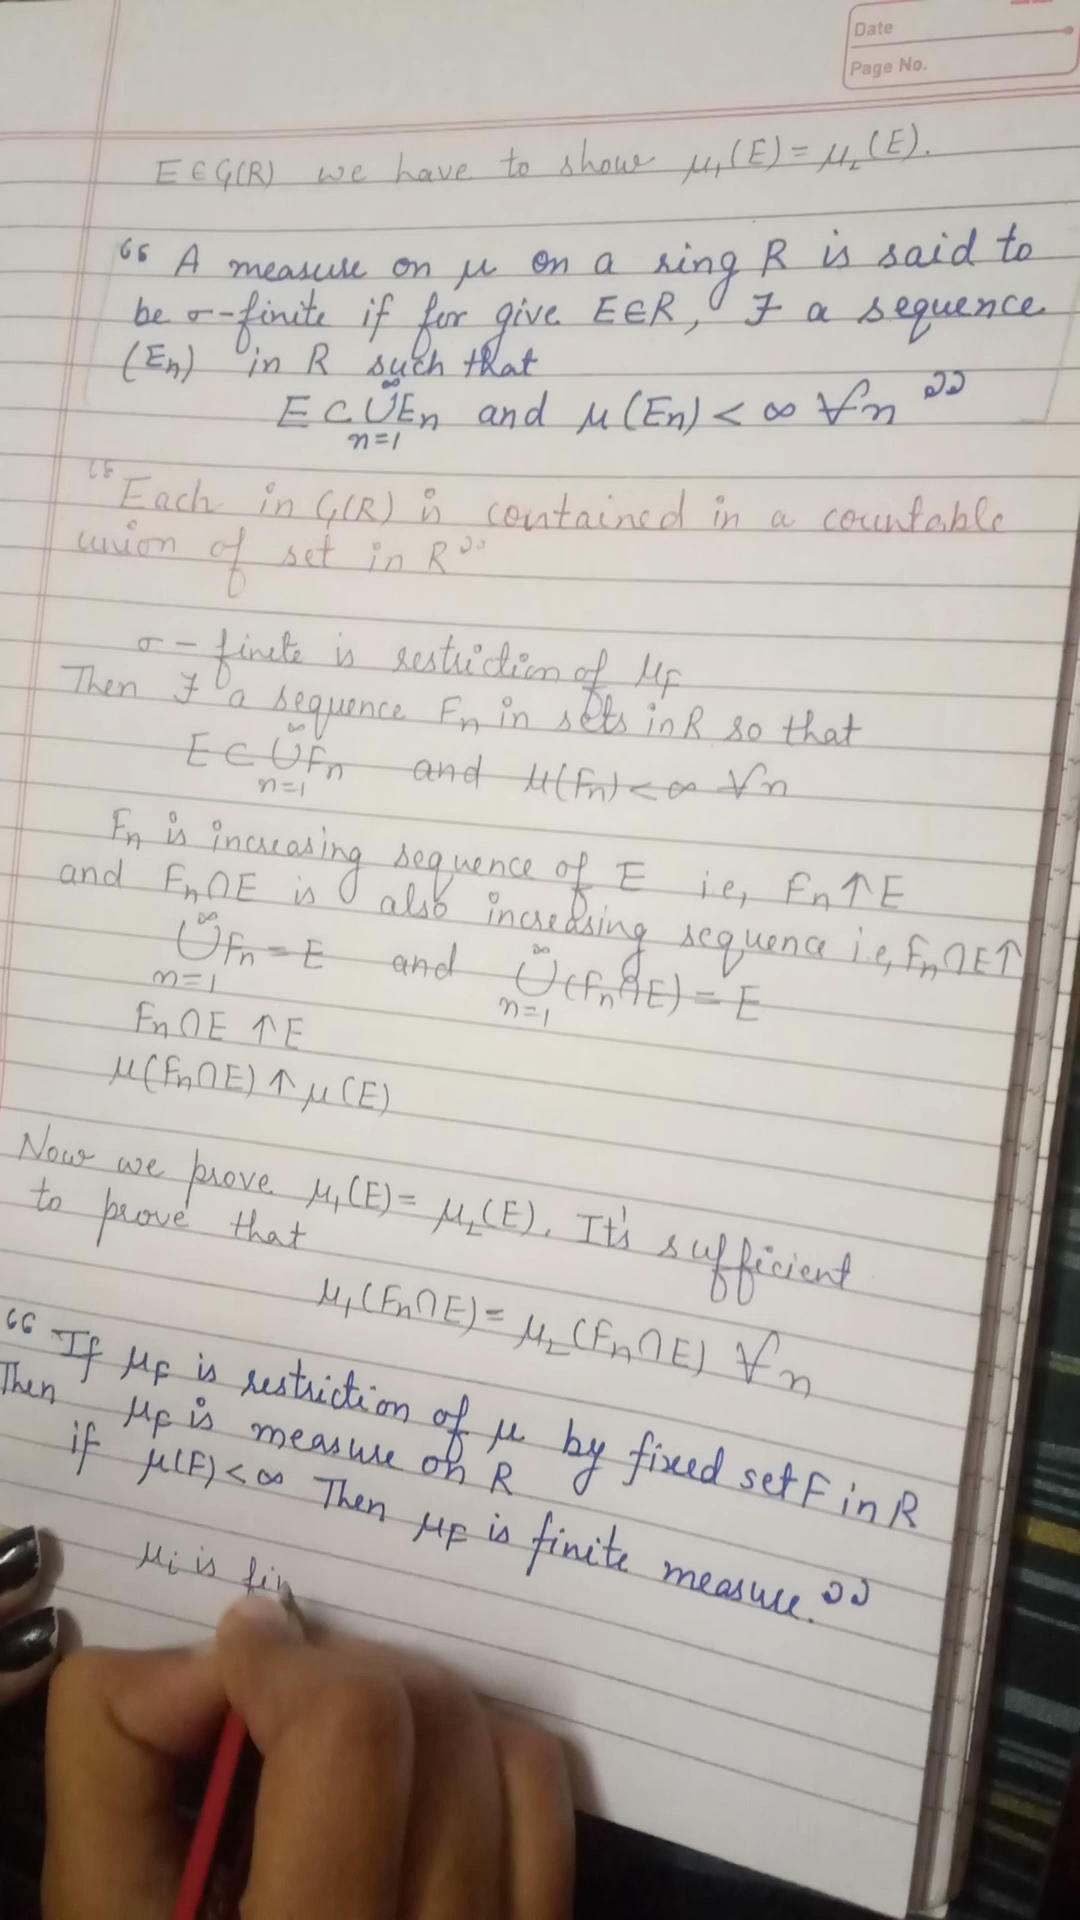 Date
Page No.
E ∈ G(R) we have to show μ₁(E) = μ₂(E).
“ A measure on μ on a ring R is said to
be σ-finite if for give E∈R, ∃ a sequence
(En) in R such that
E ⊂ ∞∪n=1 En and μ(En) < ∞ ∀n ”
“Each in G(R) is contained in a countable
union of set in R”
σ-finite is restriction of μF
Then ∃ a sequence Fn in sets in R so that
E ⊂ ∞∪n=1 Fn and μ(Fn) < ∞ ∀n
Fn is increasing sequence of E ie, Fn↑E
and Fn∩E is also increasing sequence i.e, Fn∩E↑
∞∪n=1 Fn = E and ∞∪n=1 (Fn∩E) = E
Fn∩E ↑E
μ(Fn∩E) ↑ μ(E)
Now we prove μ₁(E) = μ₂(E). It's sufficient
to prove that
μ₁(Fn∩E) = μ₂(Fn∩E) ∀n
“ If μF is restriction of μ by fixed set F in R
Then μF is measure on R
if μ(F)<∞ Then μF is finite measure.”
μi is fin